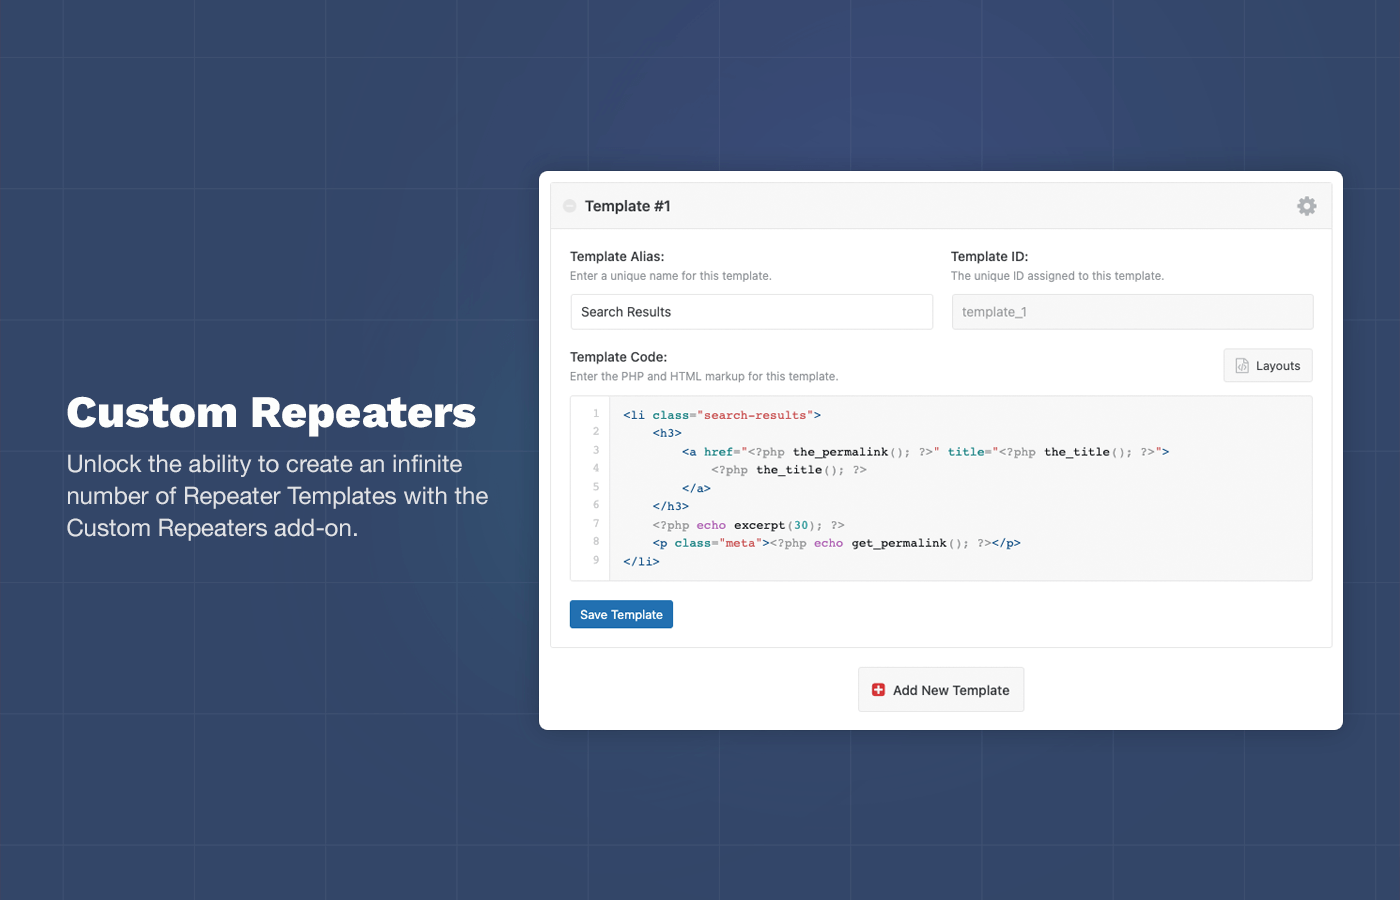 Custom Repeaters
Unlock the ability to create an infinite
number of Repeater Templates with the
Custom Repeaters add-on.
Template #1
Template Alias:
Enter a unique name for this template.
Search Results
Template ID:
The unique ID assigned to this template.
template_1
Template Code:
Enter the PHP and HTML markup for this template.
Layouts
1 <li class="search-results">
2     <h3>
3         <a href="<?php the_permalink(); ?>" title="<?php the_title(); ?>">
4             <?php the_title(); ?>
5         </a>
6     </h3>
7     <?php echo excerpt(30); ?>
8     <p class="meta"><?php echo get_permalink(); ?></p>
9 </li>
Save Template
Add New Template